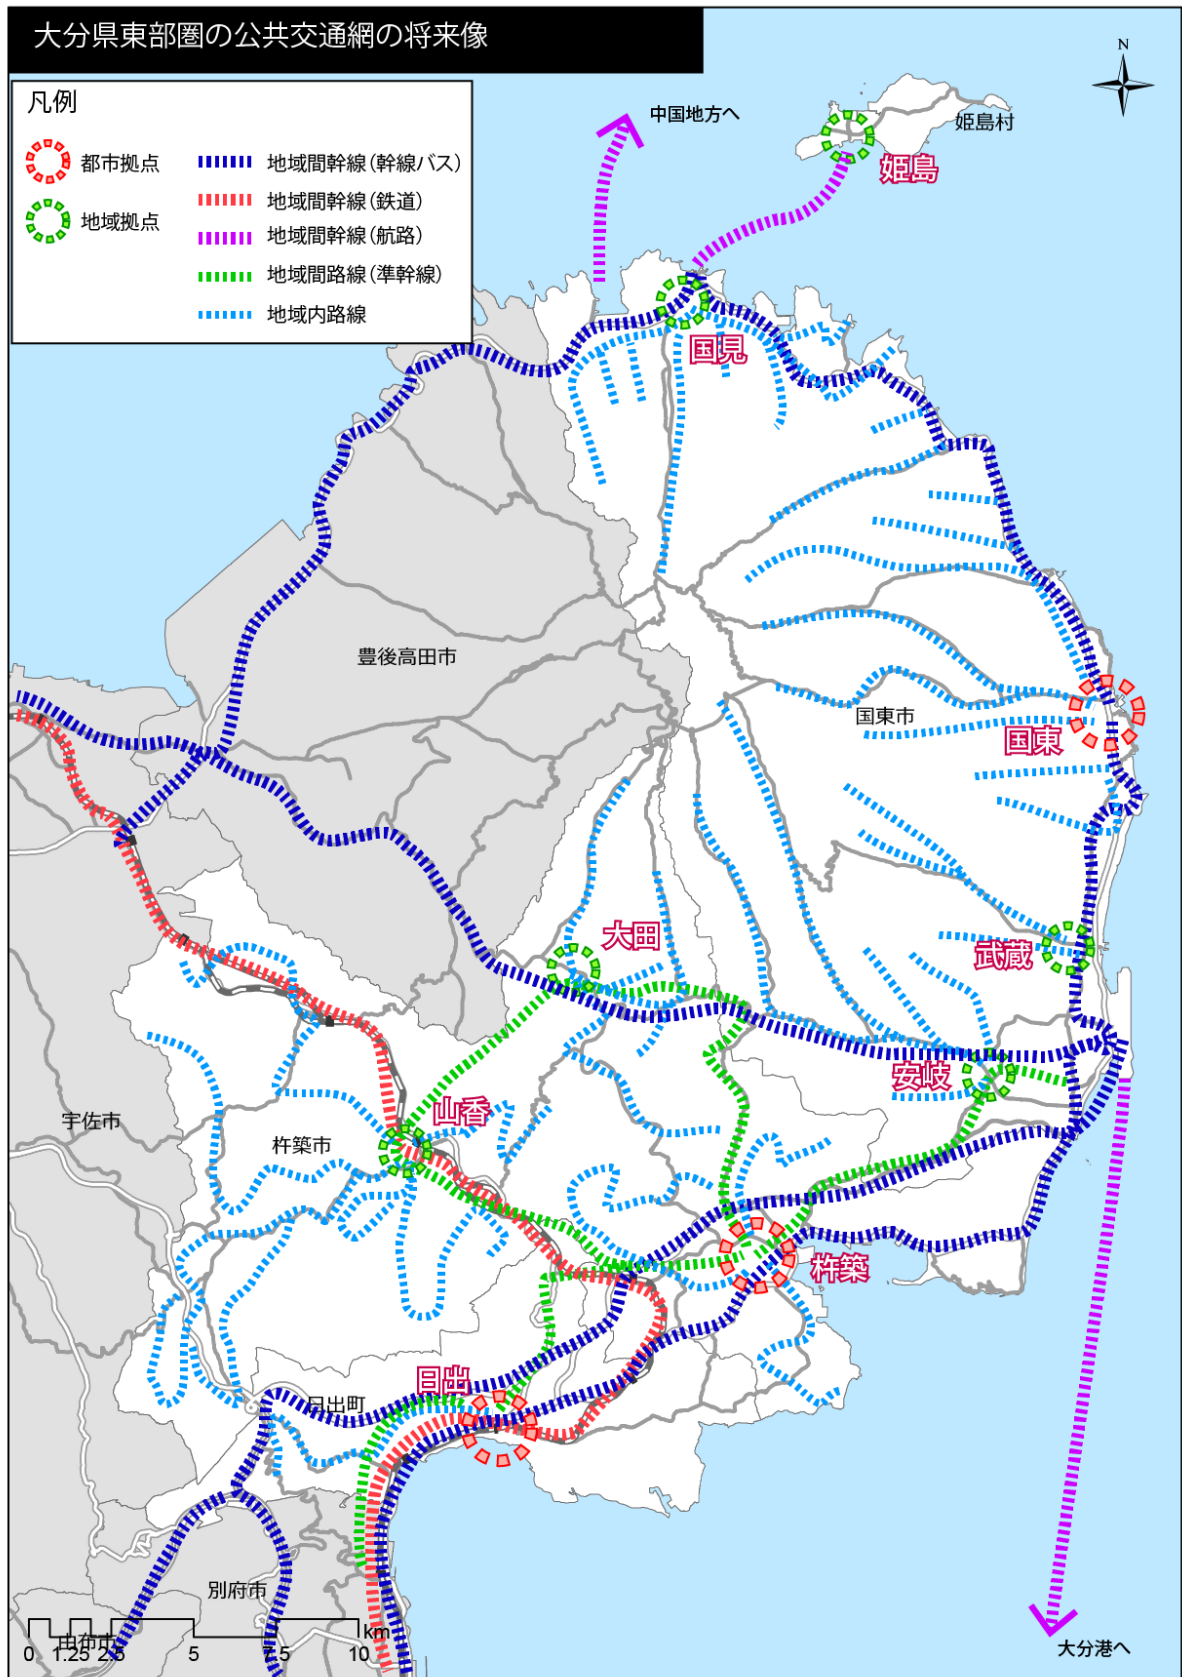 大分県東部圏の公共交通網の将来像
凡例
都市拠点
地域拠点
地域間幹線(幹線バス)
地域間幹線(鉄道)
地域間幹線(航路)
地域間路線(準幹線)
地域内路線
N
中国地方へ
姫島村
姫島
国見
豊後高田市
国東市
国東
大田
武蔵
安岐
山香
宇佐市
杵築市
杵築
日出
日出町
別府市
由布市
km
0 1.25 2.5 5 7.5 10
大分港へ